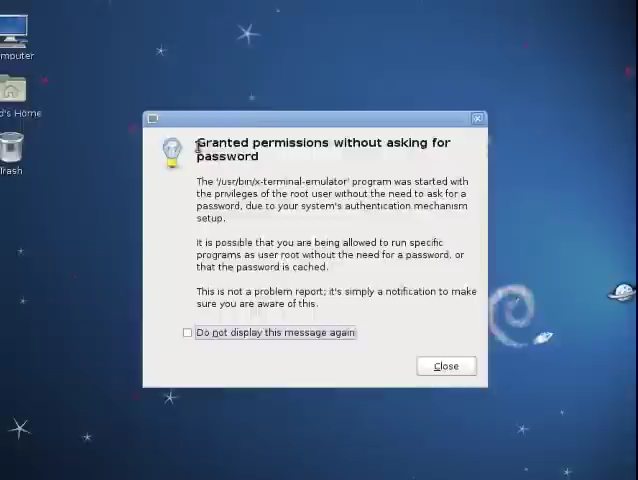 mputer
d's Home
Trash
Granted permissions without asking for
password
The '/usr/bin/x-terminal-emulator' program was started with
the privileges of the root user without the need to ask for a
password, due to your system's authentication mechanism
setup.
It is possible that you are being allowed to run specific
programs as user root without the need for a password, or
that the password is cached.
This is not a problem report; it's simply a notification to make
sure you are aware of this.
Do not display this message again
Close